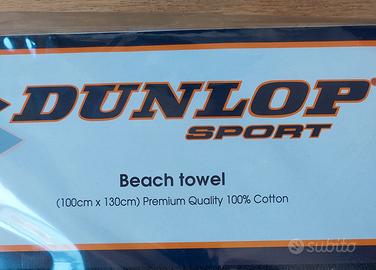 DUNLOP
SPORT
Beach towel
(100cm x 130cm) Premium Quality 100% Cotton
subito